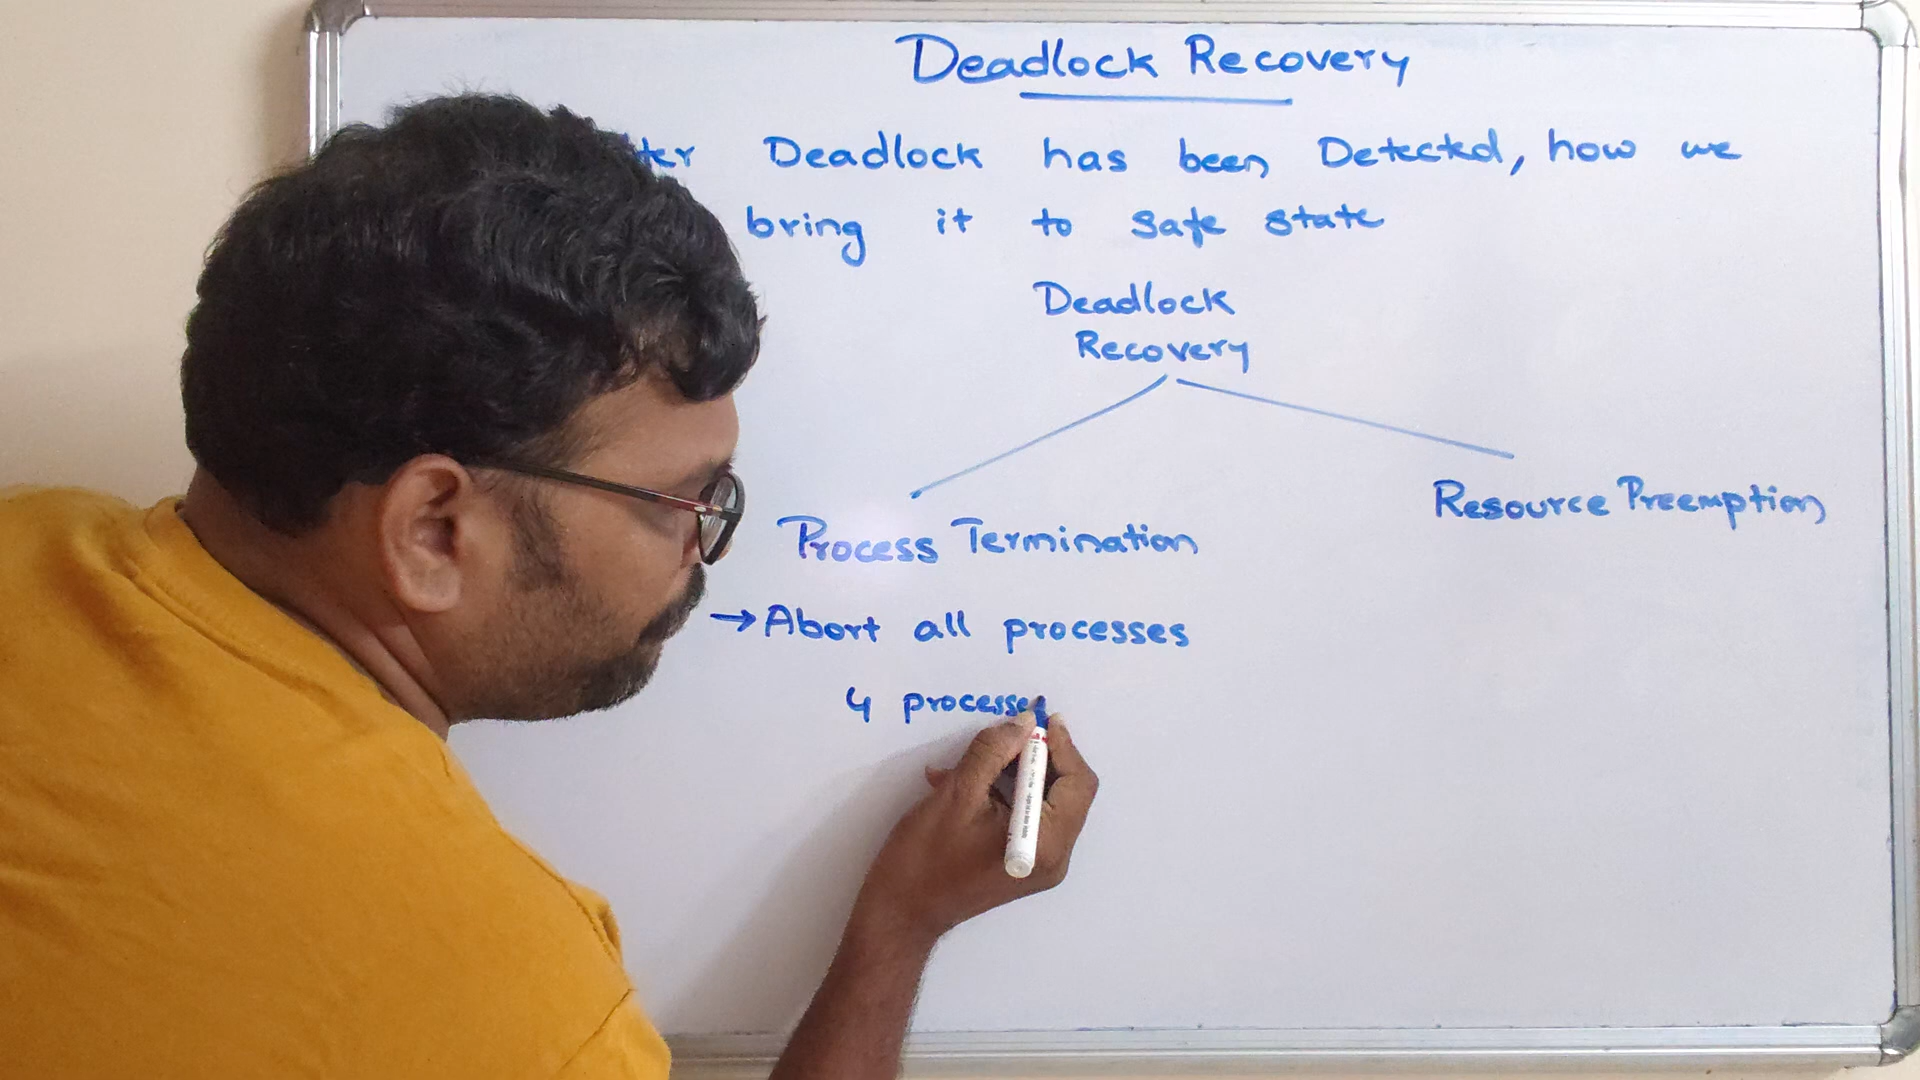 Deadlock Recovery
Deadlock has been Detected, how we
bring it to safe state
Deadlock
Recovery
Process Termination
Resource Preemption
→Abort all processes
4 processes